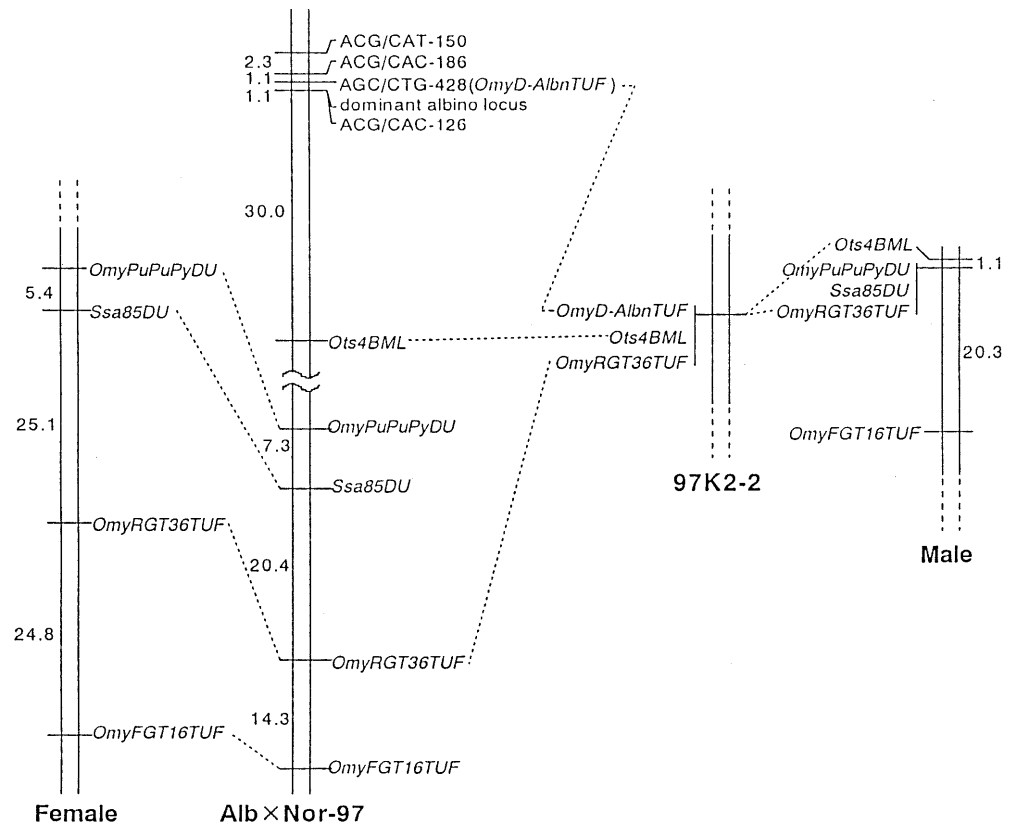 ACG/CAT-150
2.3
ACG/CAC-186
1.1
AGC/CTG-428(OmyD-AlbnTUF)
1.1
dominant albino locus
ACG/CAC-126
30.0
OmyPuPuPyDU
5.4
Ssa85DU
25.1
OmyRGT36TUF
24.8
OmyFGT16TUF
Female
Ots4BML
OmyPuPuPyDU
7.3
Ssa85DU
20.4
OmyRGT36TUF
14.3
OmyFGT16TUF
Alb×Nor-97
OmyD-AlbnTUF
Ots4BML
OmyRGT36TUF
97K2-2
Ots4BML
1.1
OmyPuPuPyDU
Ssa85DU
OmyRGT36TUF
20.3
OmyFGT16TUF
Male